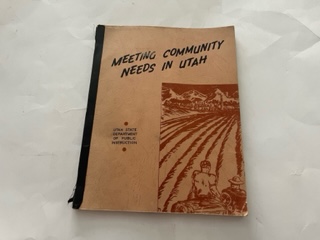 MEETING COMMUNITY
NEEDS IN UTAH
UTAH STATE
DEPARTMENT
OF PUBLIC
INSTRUCTION